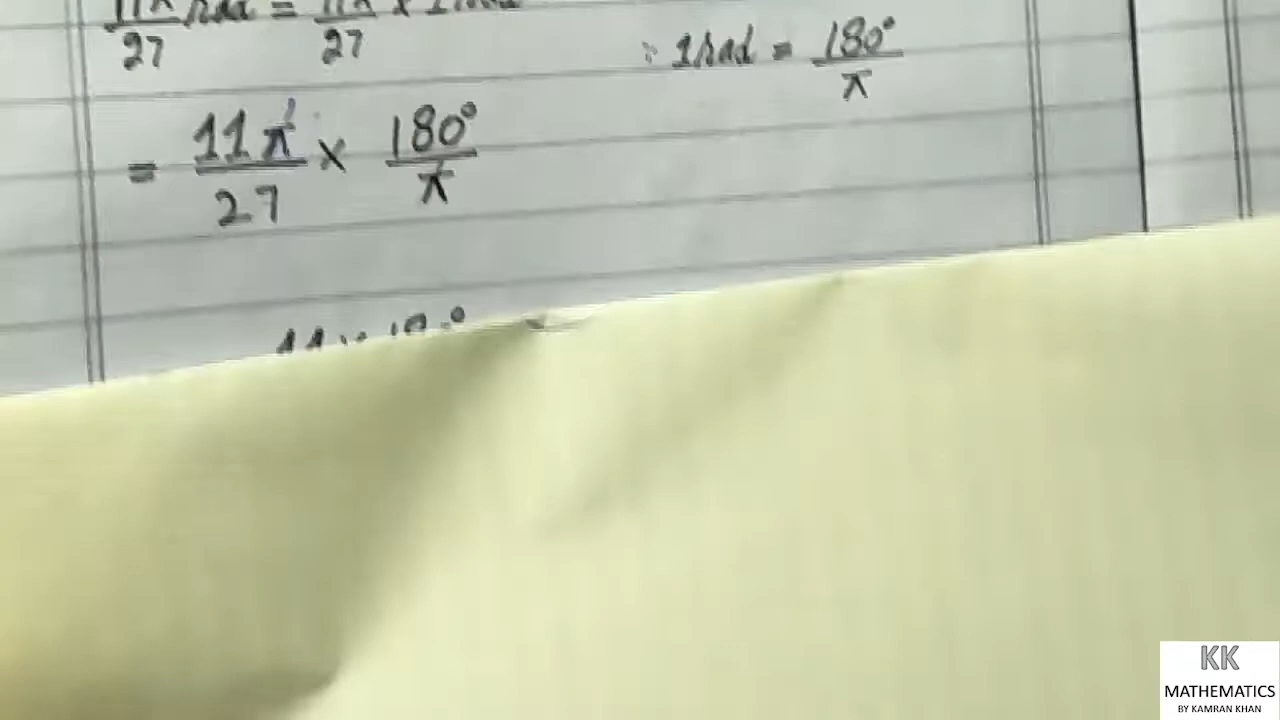 11π/27 rad = 11π/27 × 1 rad
∵ 1 rad = 180°/π
= 11π/27 × 180°/π
KK
MATHEMATICS
BY KAMRAN KHAN